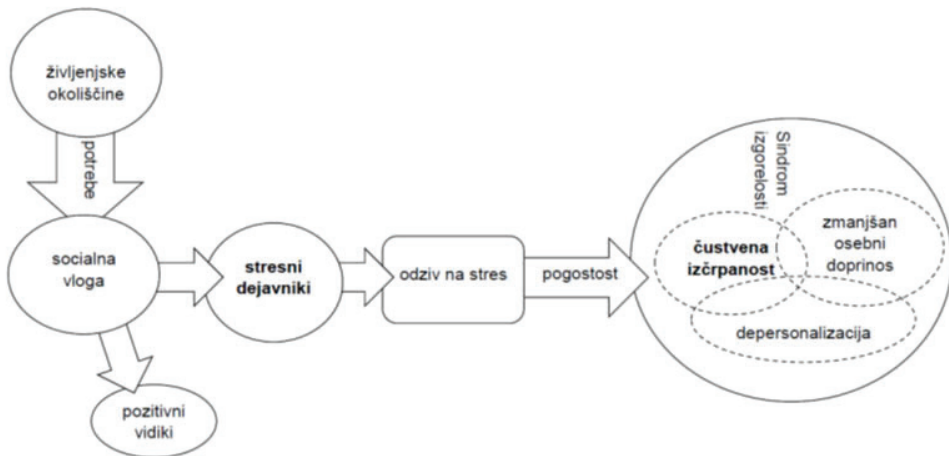 življenjske
okoliščine
potrebe
socialna
vloga
pozitivni
vidiki
stresni
dejavniki
odziv na stres
pogostost
Sindrom
izgorelosti
čustvena
izčrpanost
zmanjšan
osebni
doprinos
depersonalizacija